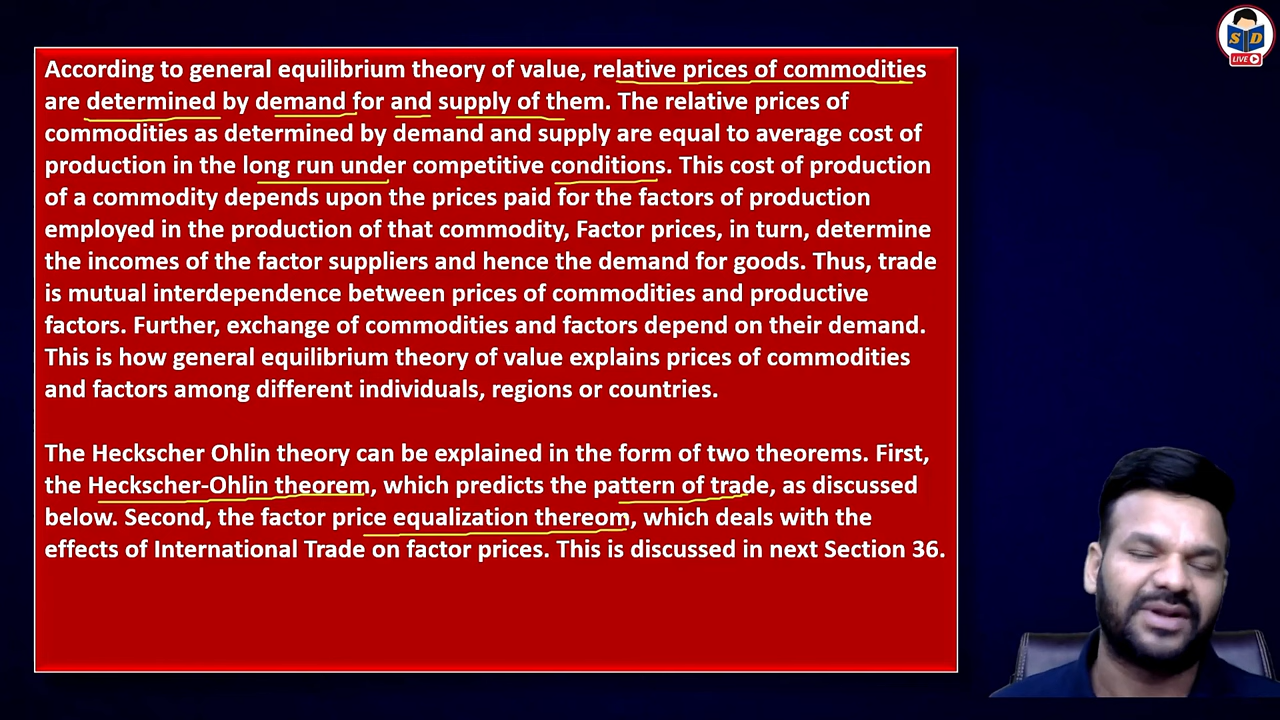 S D
LIVE
According to general equilibrium theory of value, relative prices of commodities
are determined by demand for and supply of them. The relative prices of
commodities as determined by demand and supply are equal to average cost of
production in the long run under competitive conditions. This cost of production
of a commodity depends upon the prices paid for the factors of production
employed in the production of that commodity, Factor prices, in turn, determine
the incomes of the factor suppliers and hence the demand for goods. Thus, trade
is mutual interdependence between prices of commodities and productive
factors. Further, exchange of commodities and factors depend on their demand.
This is how general equilibrium theory of value explains prices of commodities
and factors among different individuals, regions or countries.
The Heckscher Ohlin theory can be explained in the form of two theorems. First,
the Heckscher-Ohlin theorem, which predicts the pattern of trade, as discussed
below. Second, the factor price equalization thereom, which deals with the
effects of International Trade on factor prices. This is discussed in next Section 36.